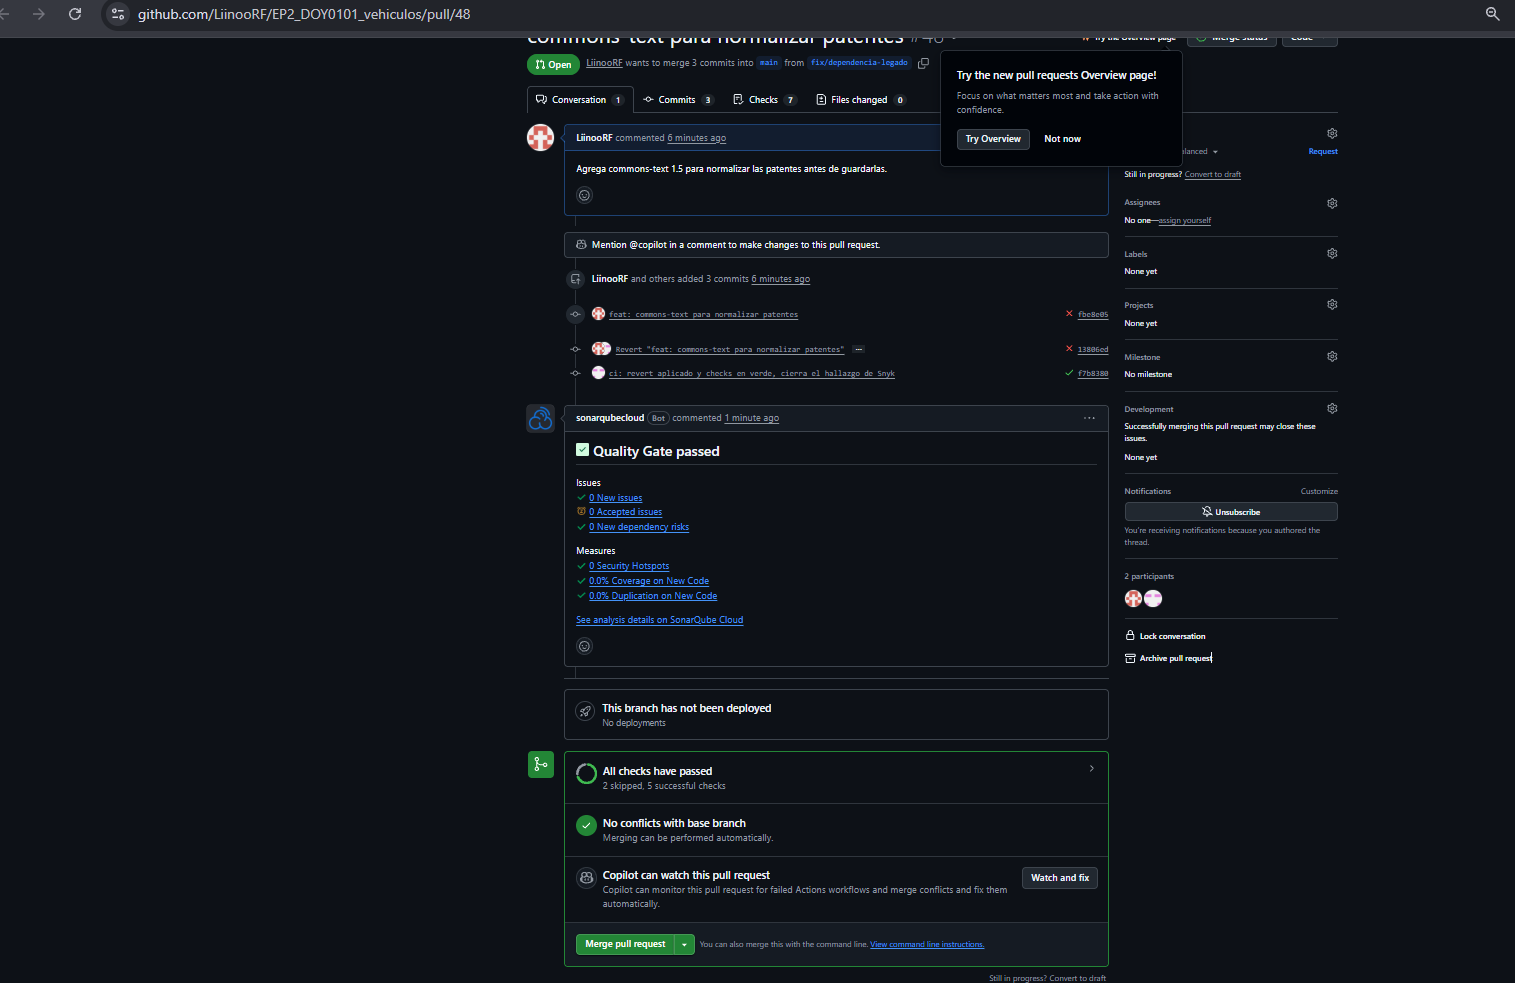 github.com/LiinooRF/EP2_DOY0101_vehiculos/pull/48
commons-text para normalizar patentes #48
Try the Overview page
Merge status
Code
Open
LiinooRF wants to merge 3 commits into main from fix/dependencia-legado
Try the new pull requests Overview page!
Focus on what matters most and take action with
confidence.
Try Overview
Not now
Conversation 1
Commits 3
Checks 7
Files changed 0
LiinooRF commented 6 minutes ago
Agrega commons-text 1.5 para normalizar las patentes antes de guardarlas.
Mention @copilot in a comment to make changes to this pull request.
LiinooRF and others added 3 commits 6 minutes ago
feat: commons-text para normalizar patentes
fbe8e05
Revert "feat: commons-text para normalizar patentes"
13806ed
ci: revert aplicado y checks en verde, cierra el hallazgo de Snyk
f7b8380
sonarqubecloud Bot commented 1 minute ago
Quality Gate passed
Issues
0 New issues
0 Accepted issues
0 New dependency risks
Measures
0 Security Hotspots
0.0% Coverage on New Code
0.0% Duplication on New Code
See analysis details on SonarQube Cloud
This branch has not been deployed
No deployments
All checks have passed
2 skipped, 5 successful checks
No conflicts with base branch
Merging can be performed automatically.
Copilot can watch this pull request
Copilot can monitor this pull request for failed Actions workflows and merge conflicts and fix them
automatically.
Watch and fix
Merge pull request
You can also merge this with the command line. View command line instructions.
Still in progress? Convert to draft
Request
Still in progress? Convert to draft
Assignees
No one—assign yourself
Labels
None yet
Projects
None yet
Milestone
No milestone
Development
Successfully merging this pull request may close these
issues.
None yet
Notifications
Customize
Unsubscribe
You're receiving notifications because you authored the
thread.
2 participants
Lock conversation
Archive pull request